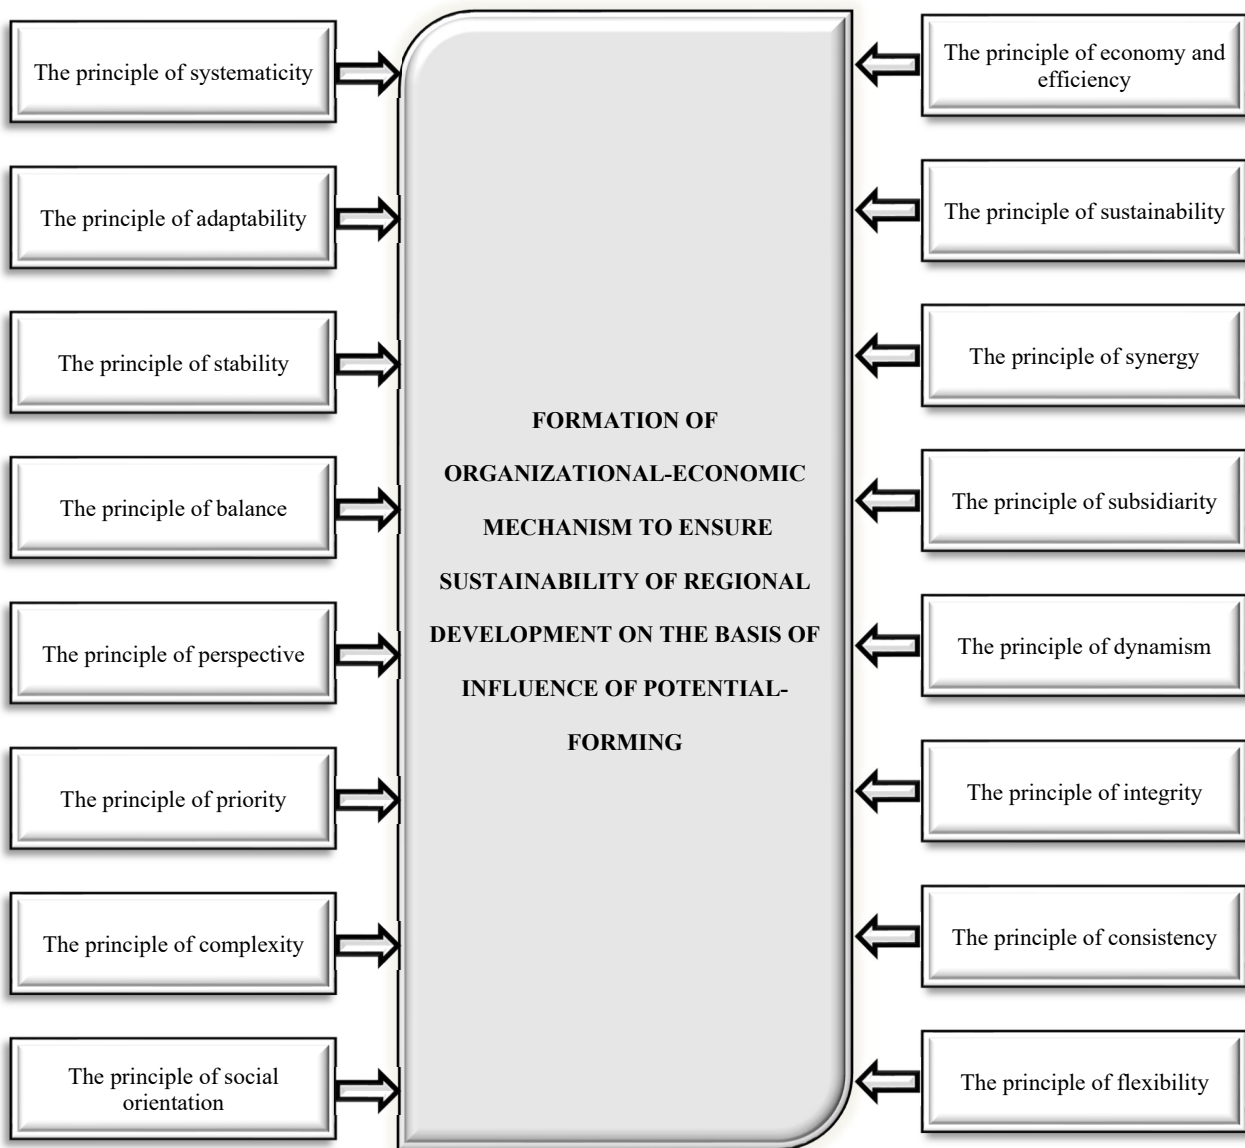 The principle of systematicity
The principle of adaptability
The principle of stability
The principle of balance
The principle of perspective
The principle of priority
The principle of complexity
The principle of social
orientation
FORMATION OF
ORGANIZATIONAL-ECONOMIC
MECHANISM TO ENSURE
SUSTAINABILITY OF REGIONAL
DEVELOPMENT ON THE BASIS OF
INFLUENCE OF POTENTIAL-
FORMING
The principle of economy and
efficiency
The principle of sustainability
The principle of synergy
The principle of subsidiarity
The principle of dynamism
The principle of integrity
The principle of consistency
The principle of flexibility